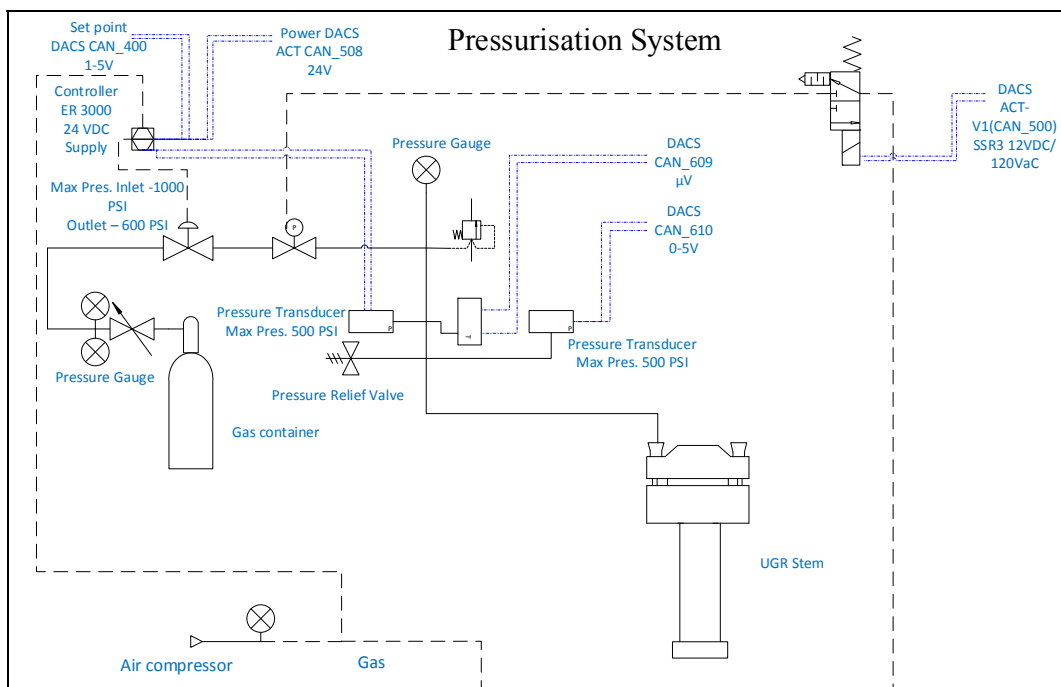 Pressurisation System
Set point
DACS CAN_400
1-5V
Power DACS
ACT CAN_508
24V
Controller
ER 3000
24 VDC
Supply
Max Pres. Inlet -1000
PSI
Outlet – 600 PSI
Pressure Gauge
DACS
CAN_609
µV
DACS
CAN_610
0-5V
DACS
ACT-
V1(CAN_500)
SSR3 12VDC/
120VaC
P
Pressure Transducer
Max Pres. 500 PSI
P
T
P
Pressure Transducer
Max Pres. 500 PSI
Pressure Relief Valve
Pressure Gauge
Gas container
UGR Stem
Air compressor
Gas